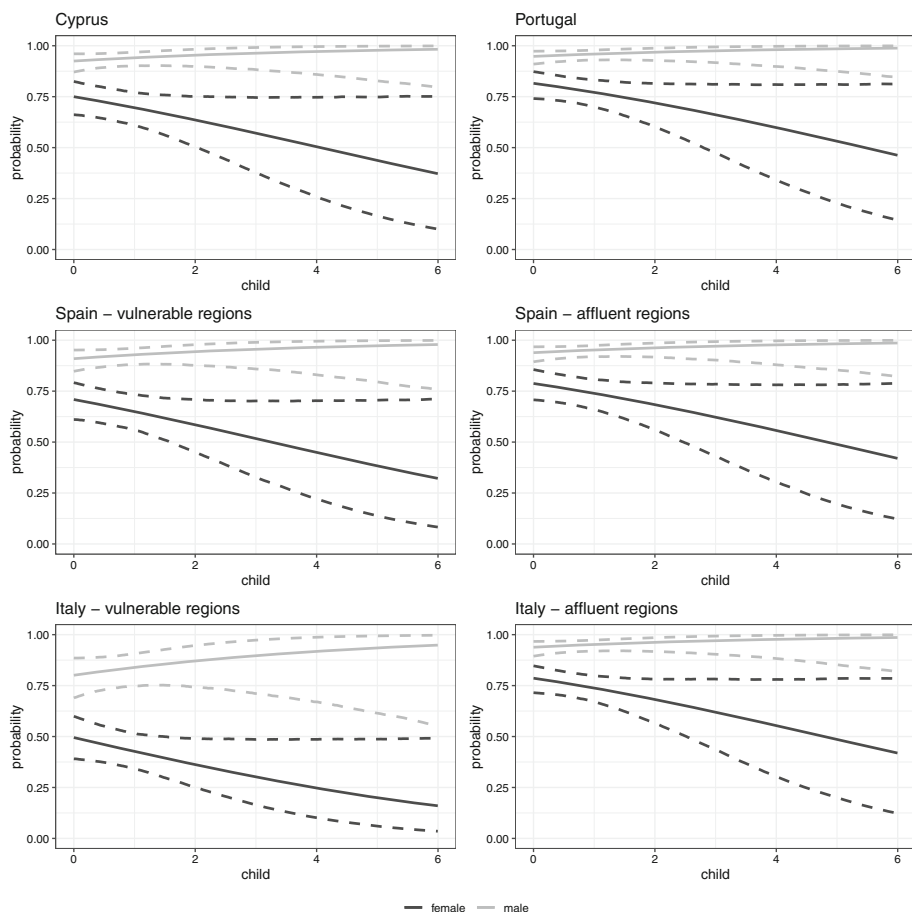 Cyprus
probability
1.00
0.75
0.50
0.25
0.00
0 2 4 6
child
Portugal
probability
1.00
0.75
0.50
0.25
0.00
0 2 4 6
child
Spain – vulnerable regions
probability
1.00
0.75
0.50
0.25
0.00
0 2 4 6
child
Spain – affluent regions
probability
1.00
0.75
0.50
0.25
0.00
0 2 4 6
child
Italy – vulnerable regions
probability
1.00
0.75
0.50
0.25
0.00
0 2 4 6
child
Italy – affluent regions
probability
1.00
0.75
0.50
0.25
0.00
0 2 4 6
child
female male